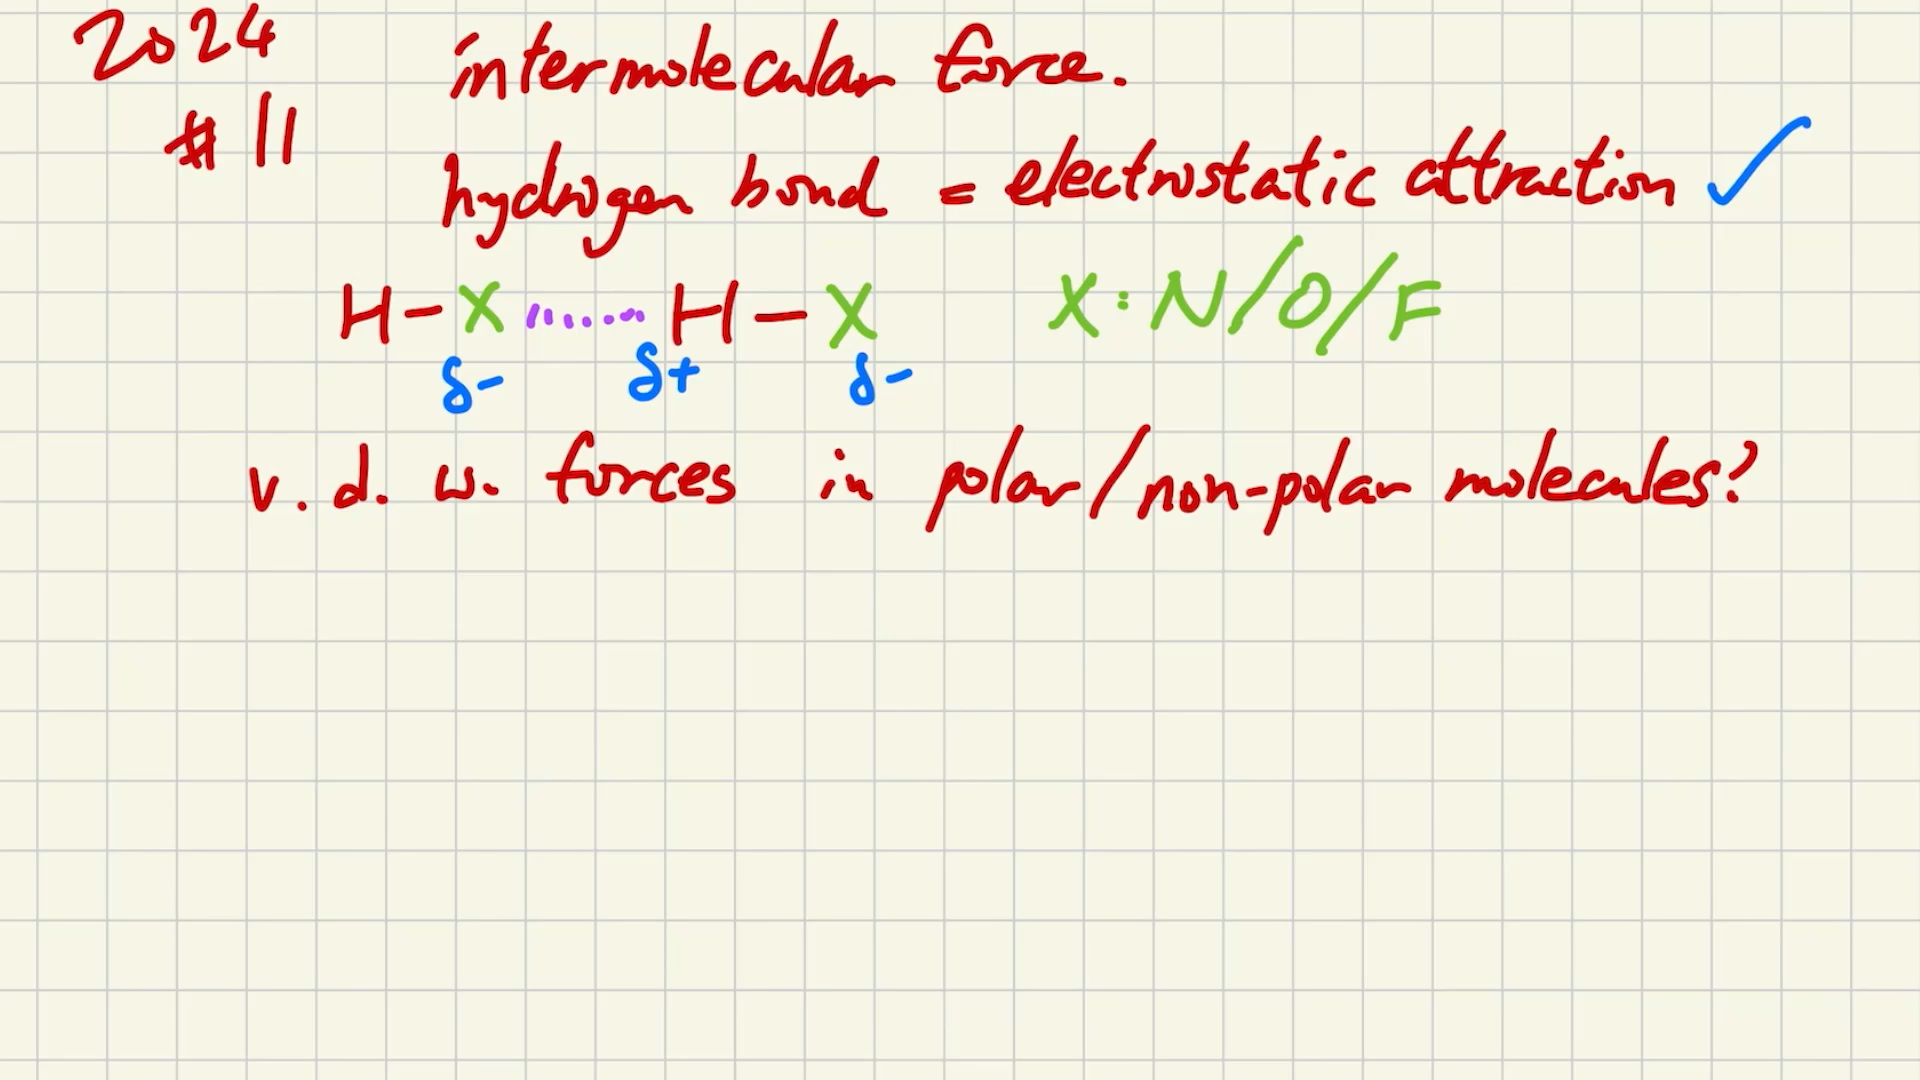 2024
#11
intermolecular force.
hydrogen bond = electrostatic attraction ✓
H-X ······ H-X X: N/O/F
δ- δ+ δ-
v. d. w. forces in polar/non-polar molecules?